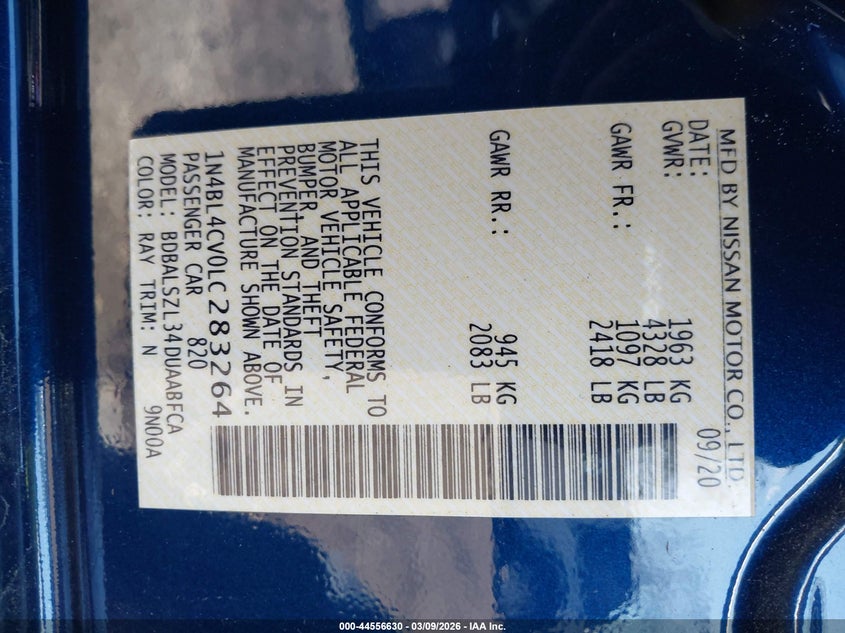 MFD BY NISSAN MOTOR CO., LTD.
DATE: 09/20
GVWR: 1963 KG
4328 LB
GAWR FR.: 1097 KG
2418 LB
GAWR RR.: 945 KG
2083 LB
THIS VEHICLE CONFORMS TO
ALL APPLICABLE FEDERAL
MOTOR VEHICLE SAFETY,
BUMPER, AND THEFT
PREVENTION STANDARDS IN
EFFECT ON THE DATE OF
MANUFACTURE SHOWN ABOVE.
1N4BL4CV0LC283264
PASSENGER CAR 820
MODEL: BDBALSZL34DUAABFCA
COLOR: RAY TRIM: N 9N00A
000-44556630 - 03/09/2026 - IAA Inc.